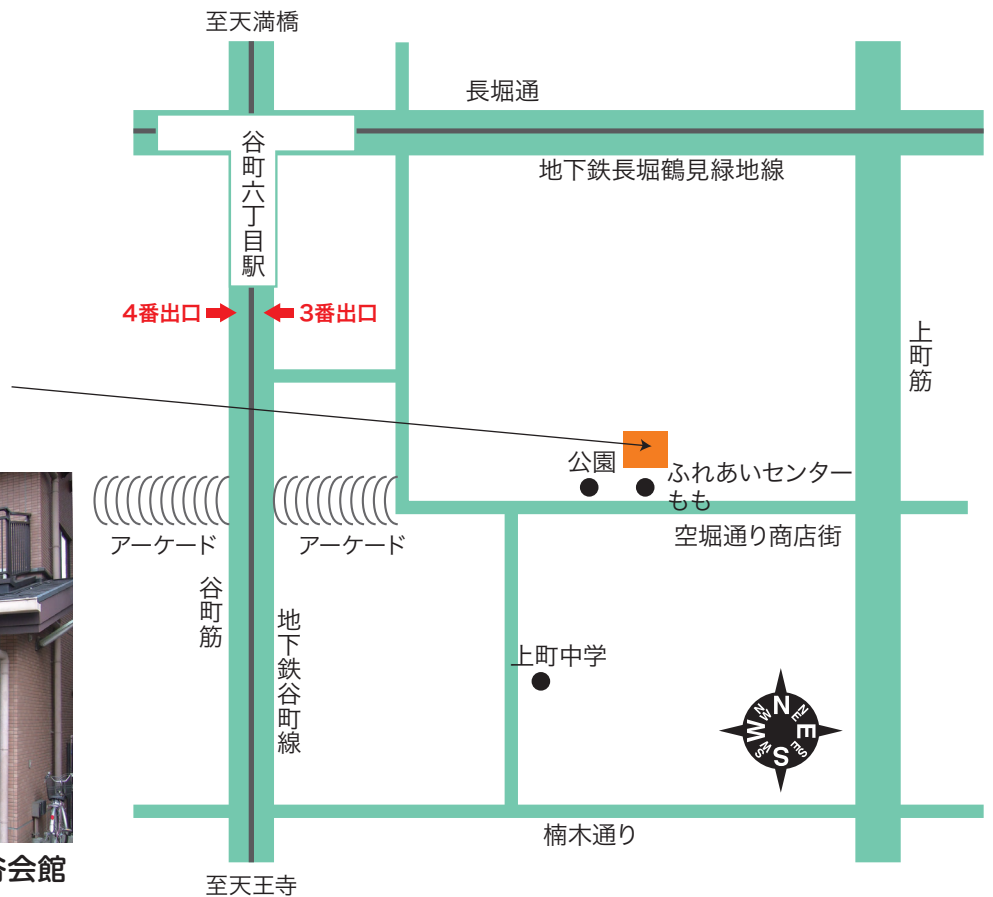 至天満橋
長堀通
地下鉄長堀鶴見緑地線
谷町六丁目駅
4番出口
3番出口
上町筋
公園
ふれあいセンター
もも
空堀通り商店街
アーケード
アーケード
谷町筋
地下鉄谷町線
上町中学
N
NE
E
ES
S
WS
W
NW
楠木通り
会館
至天王寺